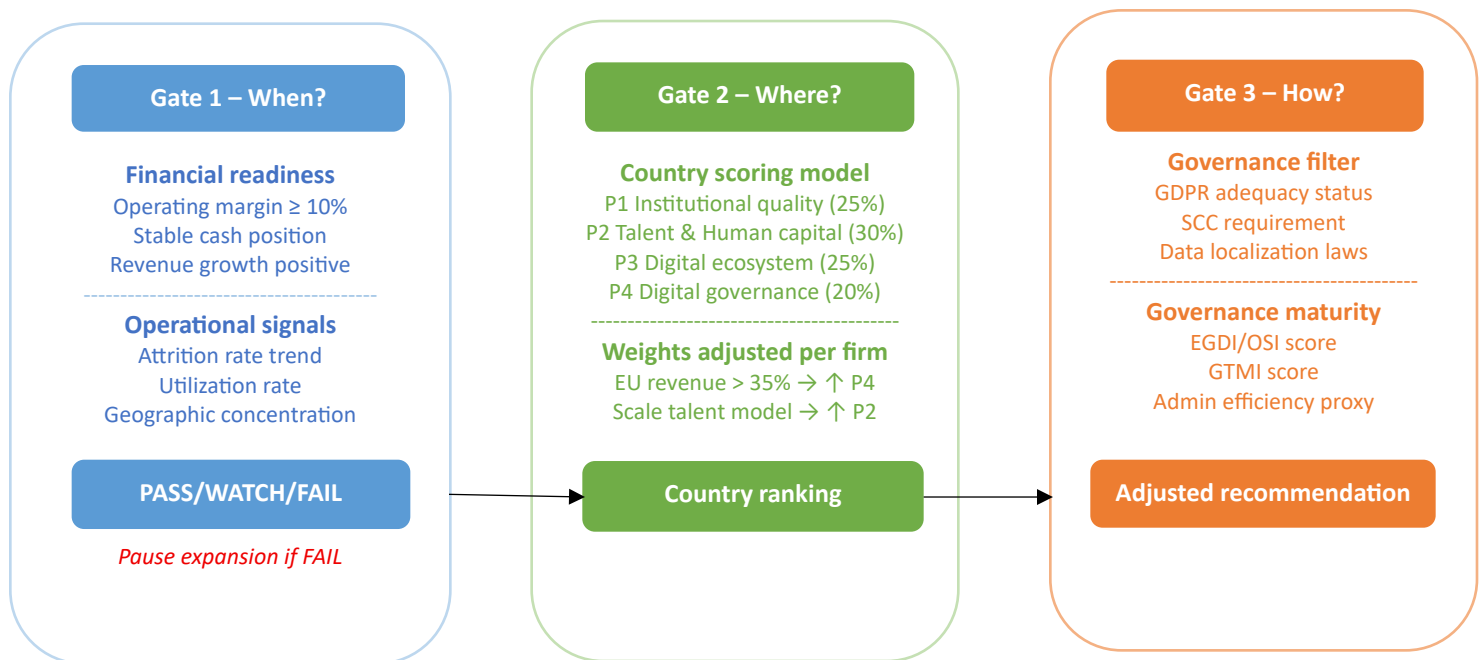 Gate 1 – When?
Financial readiness
Operating margin ≥ 10%
Stable cash position
Revenue growth positive
Operational signals
Attrition rate trend
Utilization rate
Geographic concentration
PASS/WATCH/FAIL
Pause expansion if FAIL
Gate 2 – Where?
Country scoring model
P1 Institutional quality (25%)
P2 Talent & Human capital (30%)
P3 Digital ecosystem (25%)
P4 Digital governance (20%)
Weights adjusted per firm
EU revenue > 35% → ↑ P4
Scale talent model → ↑ P2
Country ranking
Gate 3 – How?
Governance filter
GDPR adequacy status
SCC requirement
Data localization laws
Governance maturity
EGDI/OSI score
GTMI score
Admin efficiency proxy
Adjusted recommendation